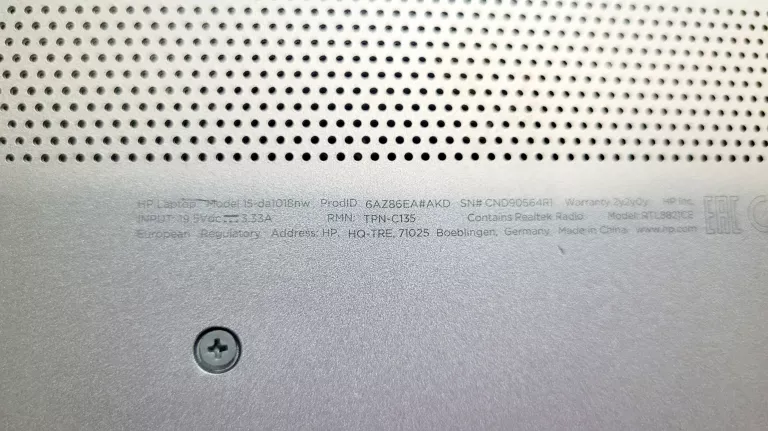 HP Laptop Model 15-da1018nw ProdID 6AZ86EA#AKD SN# CND90564R1 Warranty 2y2y0y HP Inc.
INPUT: 19.5Vdc 3.33A RMN: TPN-C135 Contains Realtek Radio Model: RTL8821CE
European Regulatory Address: HP, HQ-TRE, 71025 Boeblingen, Germany Made in China www.hp.com
EAC